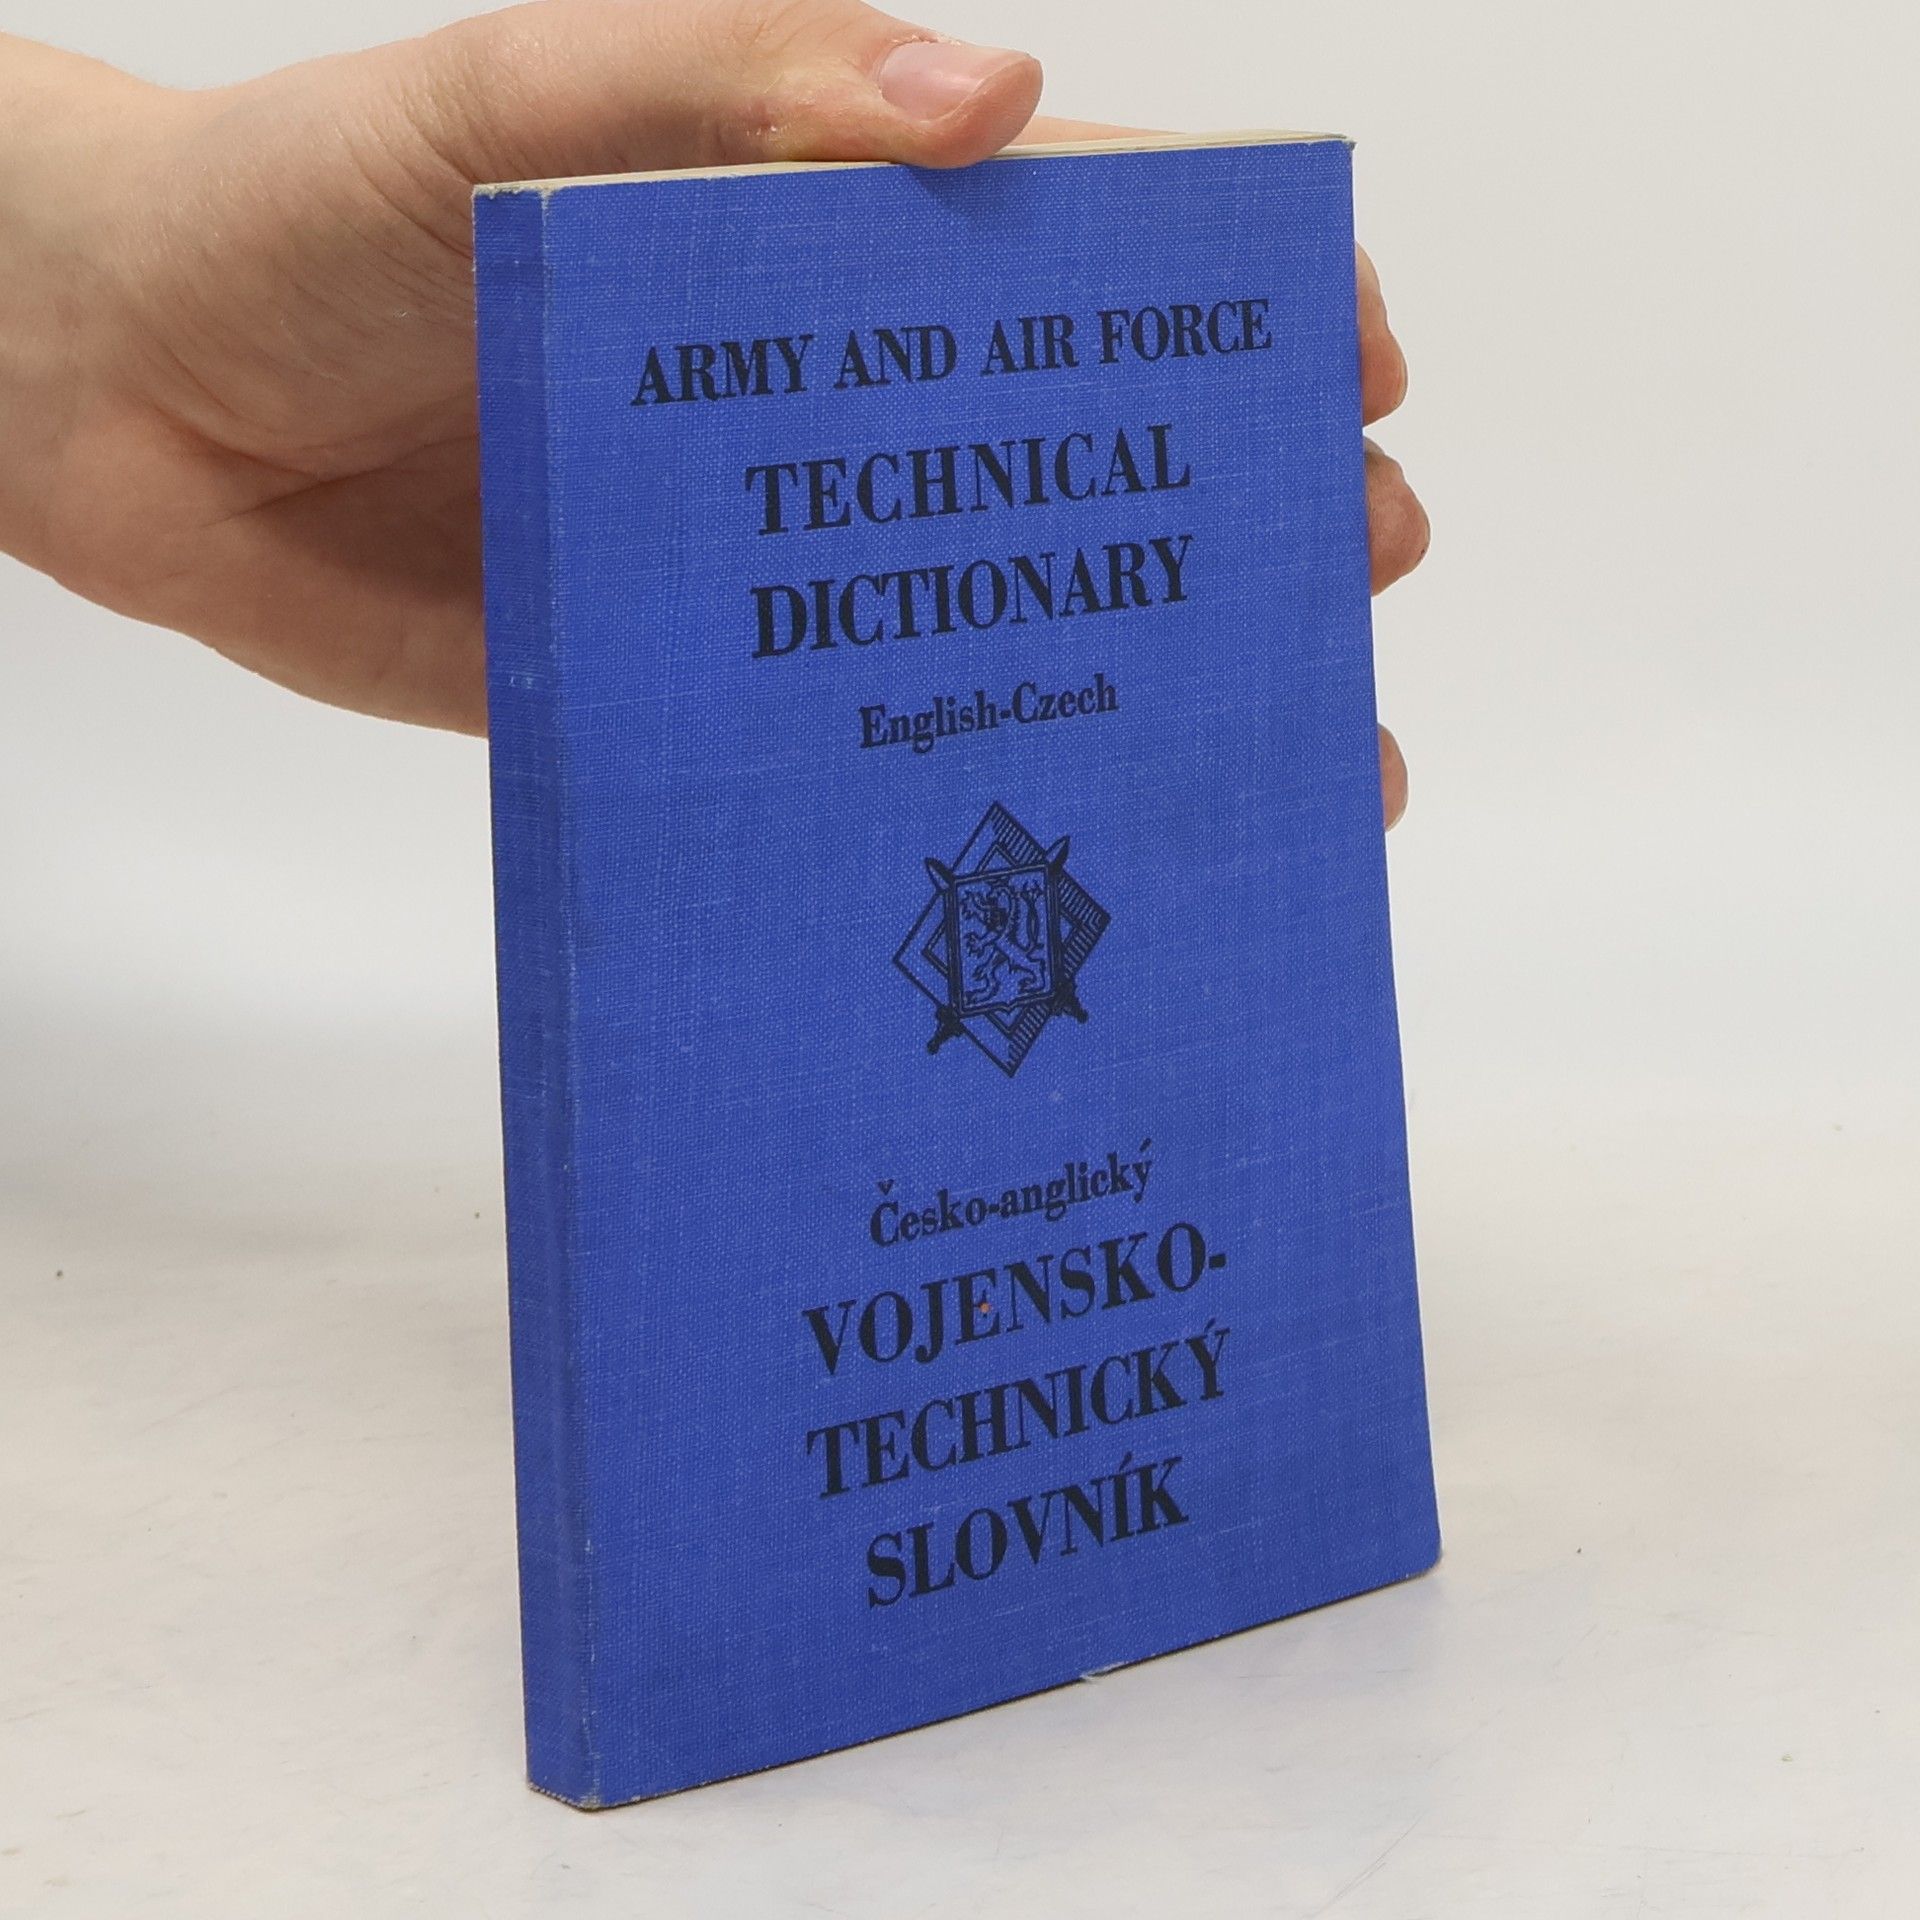 ARMY AND AIR FORCE
TECHNICAL
DICTIONARY
English-Czech
Česko-anglický
VOJENSKO-
TECHNICKÝ
SLOVNÍK